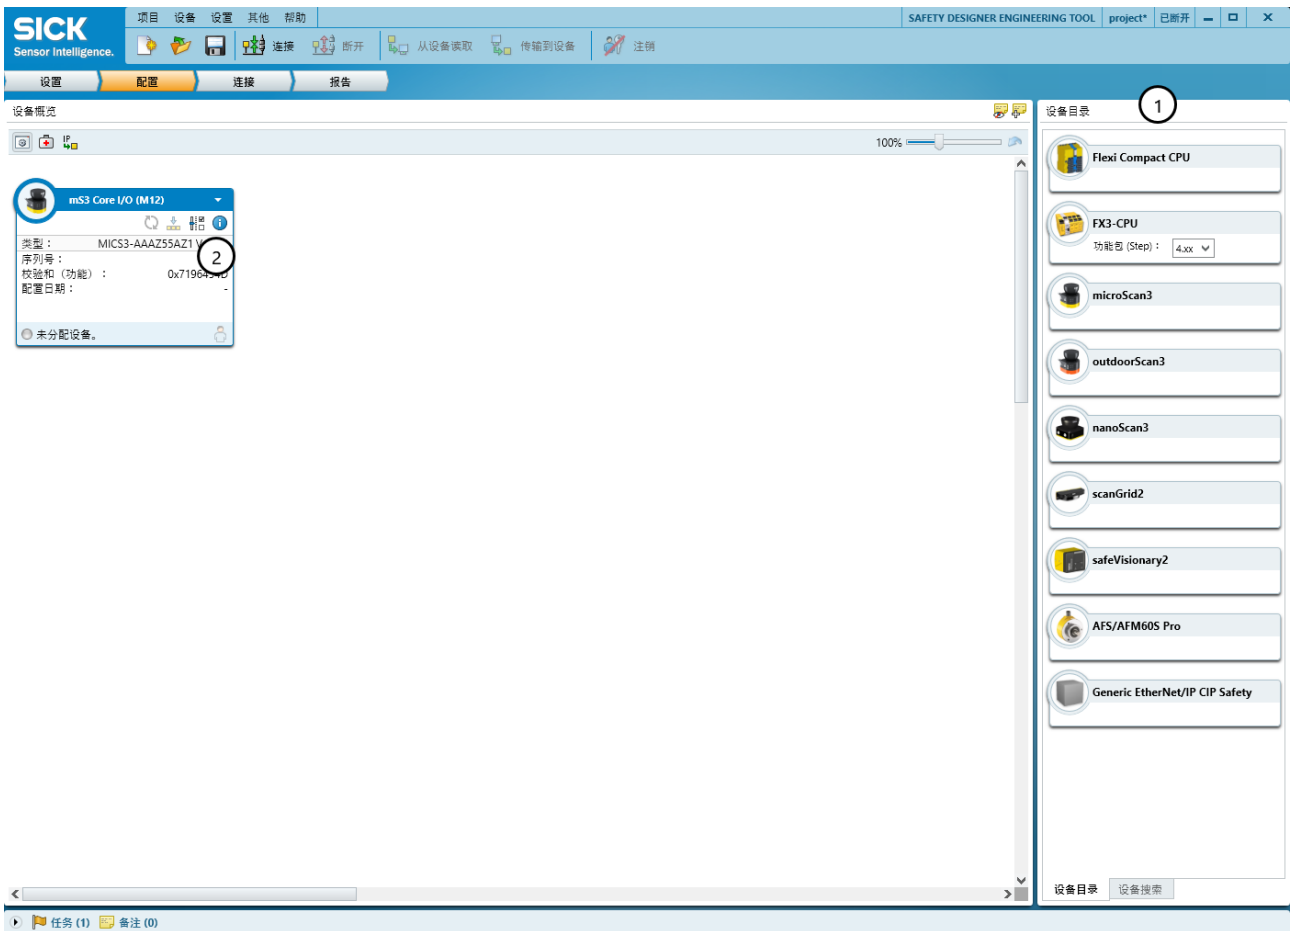 SICK
Sensor Intelligence.
项目 设备 设置 其他 帮助
SAFETY DESIGNER ENGINEERING TOOL project* 已断开
连接 断开 从设备读取 传输到设备 注销
设置 配置 连接 报告
设备概览
IP
100%
mS3 Core I/O (M12)
类型： MICS3-AAAZ55AZ1
序列号：
校验和（功能）：
配置日期： -
未分配设备。
2
设备目录
1
Flexi Compact CPU
FX3-CPU
功能包 (Step)： 4.xx
microScan3
outdoorScan3
nanoScan3
scanGrid2
safeVisionary2
AFS/AFM60S Pro
Generic EtherNet/IP CIP Safety
设备目录 设备搜索
任务 (1) 备注 (0)